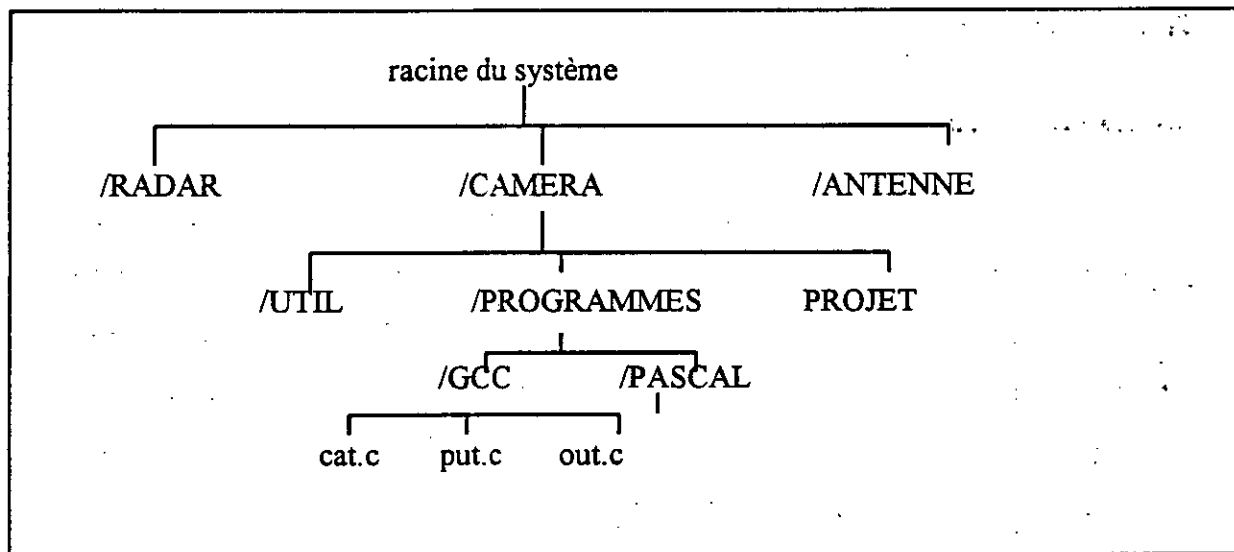 racine du système
/RADAR /CAMERA /ANTENNE
/UTIL /PROGRAMMES PROJET
/GCC /PASCAL
cat.c put.c out.c